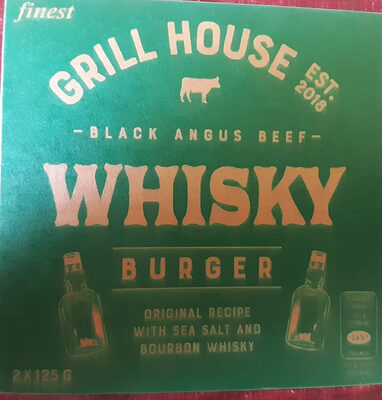 finest
GRILL HOUSE EST.
2018
- BLACK ANGUS BEEF -
WHISKY
BURGER
ORIGINAL RECIPE
WITH SEA SALT AND
BOURBON WHISKY
2 X 125 G